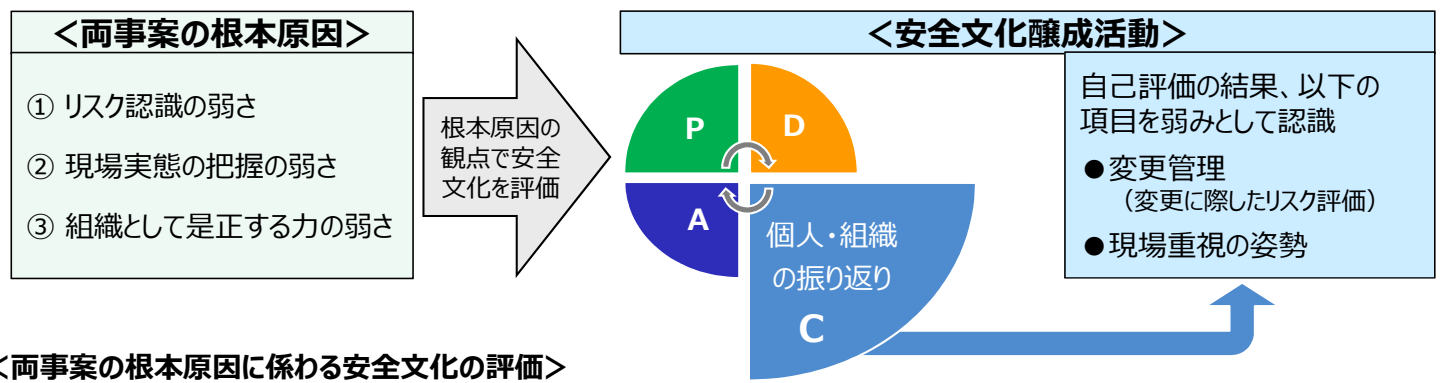 ＜両事案の根本原因＞
① リスク認識の弱さ
② 現場実態の把握の弱さ
③ 組織として是正する力の弱さ
根本原因の
観点で安全
文化を評価
＜安全文化醸成活動＞
P
D
A
個人・組織
の振り返り
C
自己評価の結果、以下の
項目を弱みとして認識
●変更管理
（変更に際したリスク評価）
●現場重視の姿勢
＜両事案の根本原因に係わる安全文化の評価＞